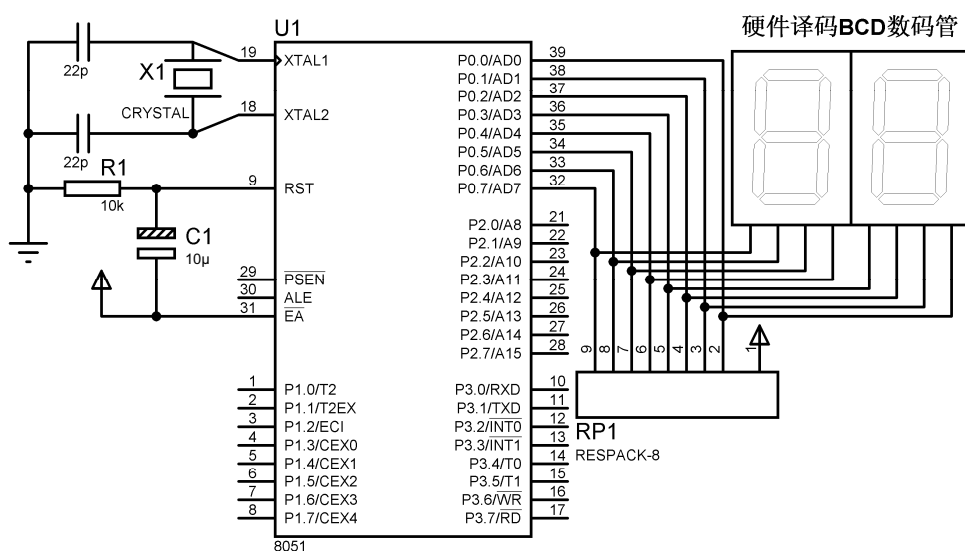 硬件译码BCD数码管
U1
22p
X1
CRYSTAL
22p
R1
10k
C1
10µ
19 XTAL1
18 XTAL2
9 RST
29 PSEN
30 ALE
31 EA
1 P1.0/T2
2 P1.1/T2EX
3 P1.2/ECI
4 P1.3/CEX0
5 P1.4/CEX1
6 P1.5/CEX2
7 P1.6/CEX3
8 P1.7/CEX4
P0.0/AD0 39
P0.1/AD1 38
P0.2/AD2 37
P0.3/AD3 36
P0.4/AD4 35
P0.5/AD5 34
P0.6/AD6 33
P0.7/AD7 32
P2.0/A8 21
P2.1/A9 22
P2.2/A10 23
P2.3/A11 24
P2.4/A12 25
P2.5/A13 26
P2.6/A14 27
P2.7/A15 28
P3.0/RXD 10
P3.1/TXD 11
P3.2/INT0 12
P3.3/INT1 13
P3.4/T0 14
P3.5/T1 15
P3.6/WR 16
P3.7/RD 17
8051
9 8 7 6 5 4 3 2 1
RP1
RESPACK-8